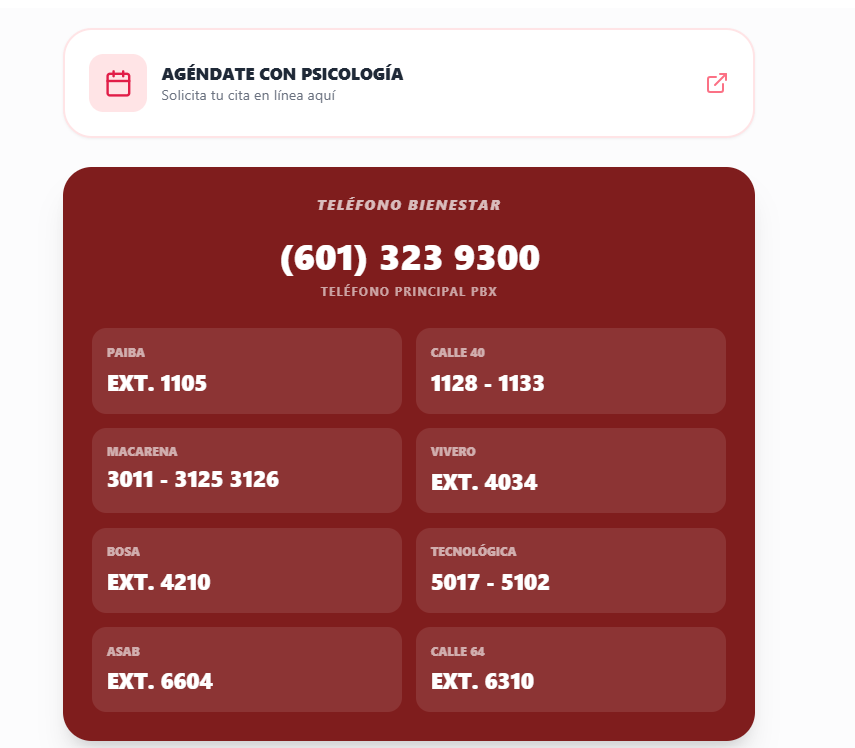 AGÉNDATE CON PSICOLOGÍA
Solicita tu cita en línea aquí
TELÉFONO BIENESTAR
(601) 323 9300
TELÉFONO PRINCIPAL PBX
PAIBA
EXT. 1105
CALLE 40
1128 - 1133
MACARENA
3011 - 3125 3126
VIVERO
EXT. 4034
BOSA
EXT. 4210
TECNOLÓGICA
5017 - 5102
ASAB
EXT. 6604
CALLE 64
EXT. 6310